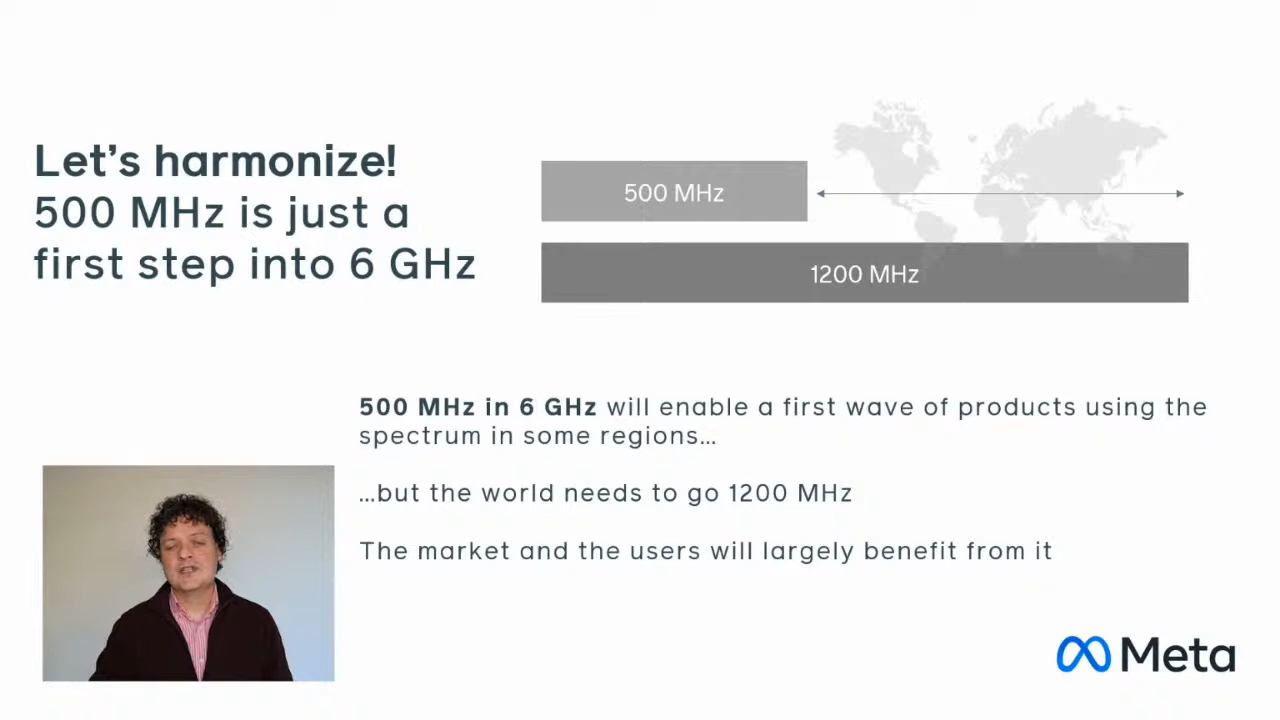 Let's harmonize!
500 MHz is just a
first step into 6 GHz
500 MHz
1200 MHz
500 MHz in 6 GHz will enable a first wave of products using the
spectrum in some regions...
...but the world needs to go 1200 MHz
The market and the users will largely benefit from it
Meta